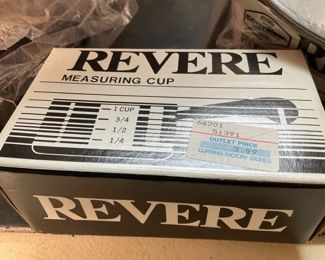 REVERE
MEASURING CUP
1 CUP
3/4
1/2
1/4
66201
51391
OUTLET PRICE
3.99
CORNING FACTORY STORES
REVERE